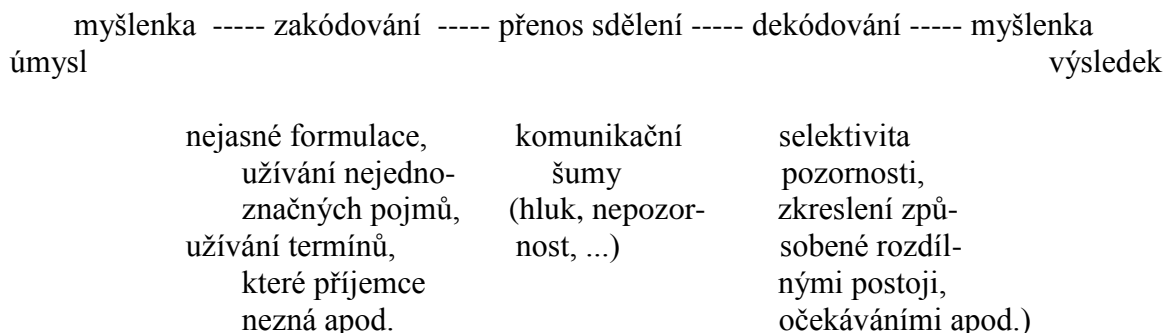 myšlenka ----- zakódování ----- přenos sdělení ----- dekódování ----- myšlenka
úmysl výsledek
nejasné formulace, komunikační selektivita
užívání nejedno- šumy pozornosti,
značných pojmů, (hluk, nepozor- zkreslení způ-
užívání termínů, nost, ...) sobené rozdíl-
které příjemce nými postoji,
nezná apod. očekáváními apod.)